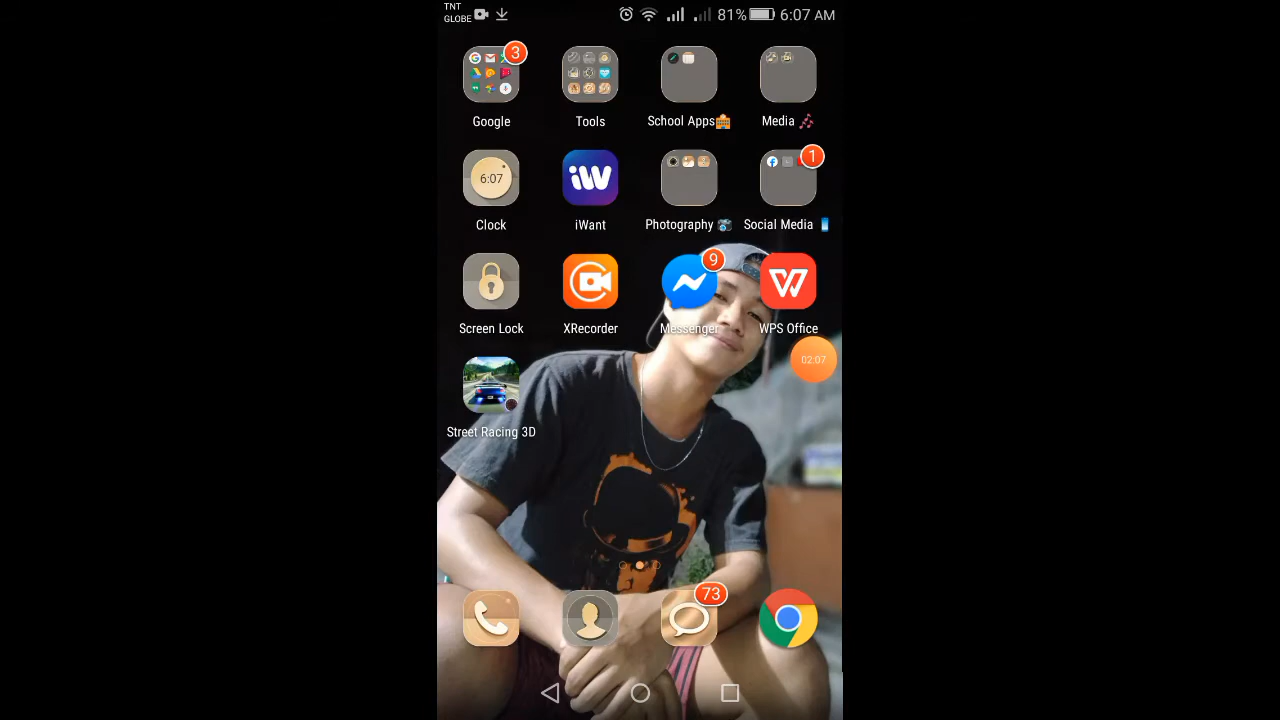 TNT
GLOBE
81% 6:07 AM
3
Google Tools School Apps Media
6:07
iW
1
Clock iWant Photography Social Media
9
W
Screen Lock XRecorder Messenger WPS Office
02:07
Street Racing 3D
73